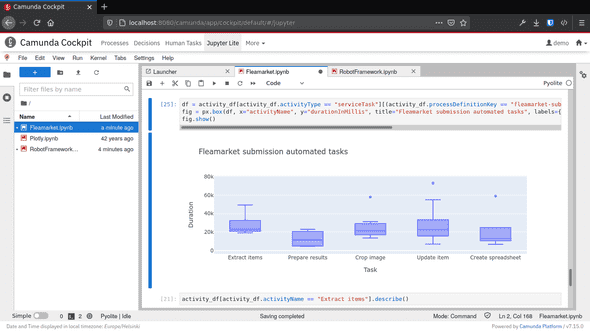 Camunda Cockpit
localhost:8080/camunda/app/cockpit/default/#/jupyter
Camunda Cockpit Processes Decisions Human Tasks Jupyter Lite More demo Home
File Edit View Run Kernel Tabs Settings Help
Launcher Fleamarket.ipynb RobotFramework.ipynb
Code Pyolite
Filter files by name
/
Name Last Modified
Fleamarket.ipynb a minute ago
Plotly.ipynb 42 years ago
RobotFramework... 4 minutes ago
[25]: df = activity_df[activity_df.activityType == "serviceTask"][(activity_df.processDefinitionKey == "fleamarket-sub
fig = px.box(df, x="activityName", y="durationInMillis", title="Fleamarket submission automated tasks", labels={
fig.show()
Fleamarket submission automated tasks
80k
60k
40k
20k
0
Duration
Extract items Prepare results Crop image Update item Create spreadsheet
Task
[31]: activity_df[activity_df.activityName == "Extract items"].describe()
Simple 0 2 Pyolite | Idle Saving completed Mode: Command Ln 2, Col 168 Fleamarket.ipynb
Date and Time displayed in local timezone: Europe/Helsinki Powered by Camunda Platform / v7.15.0